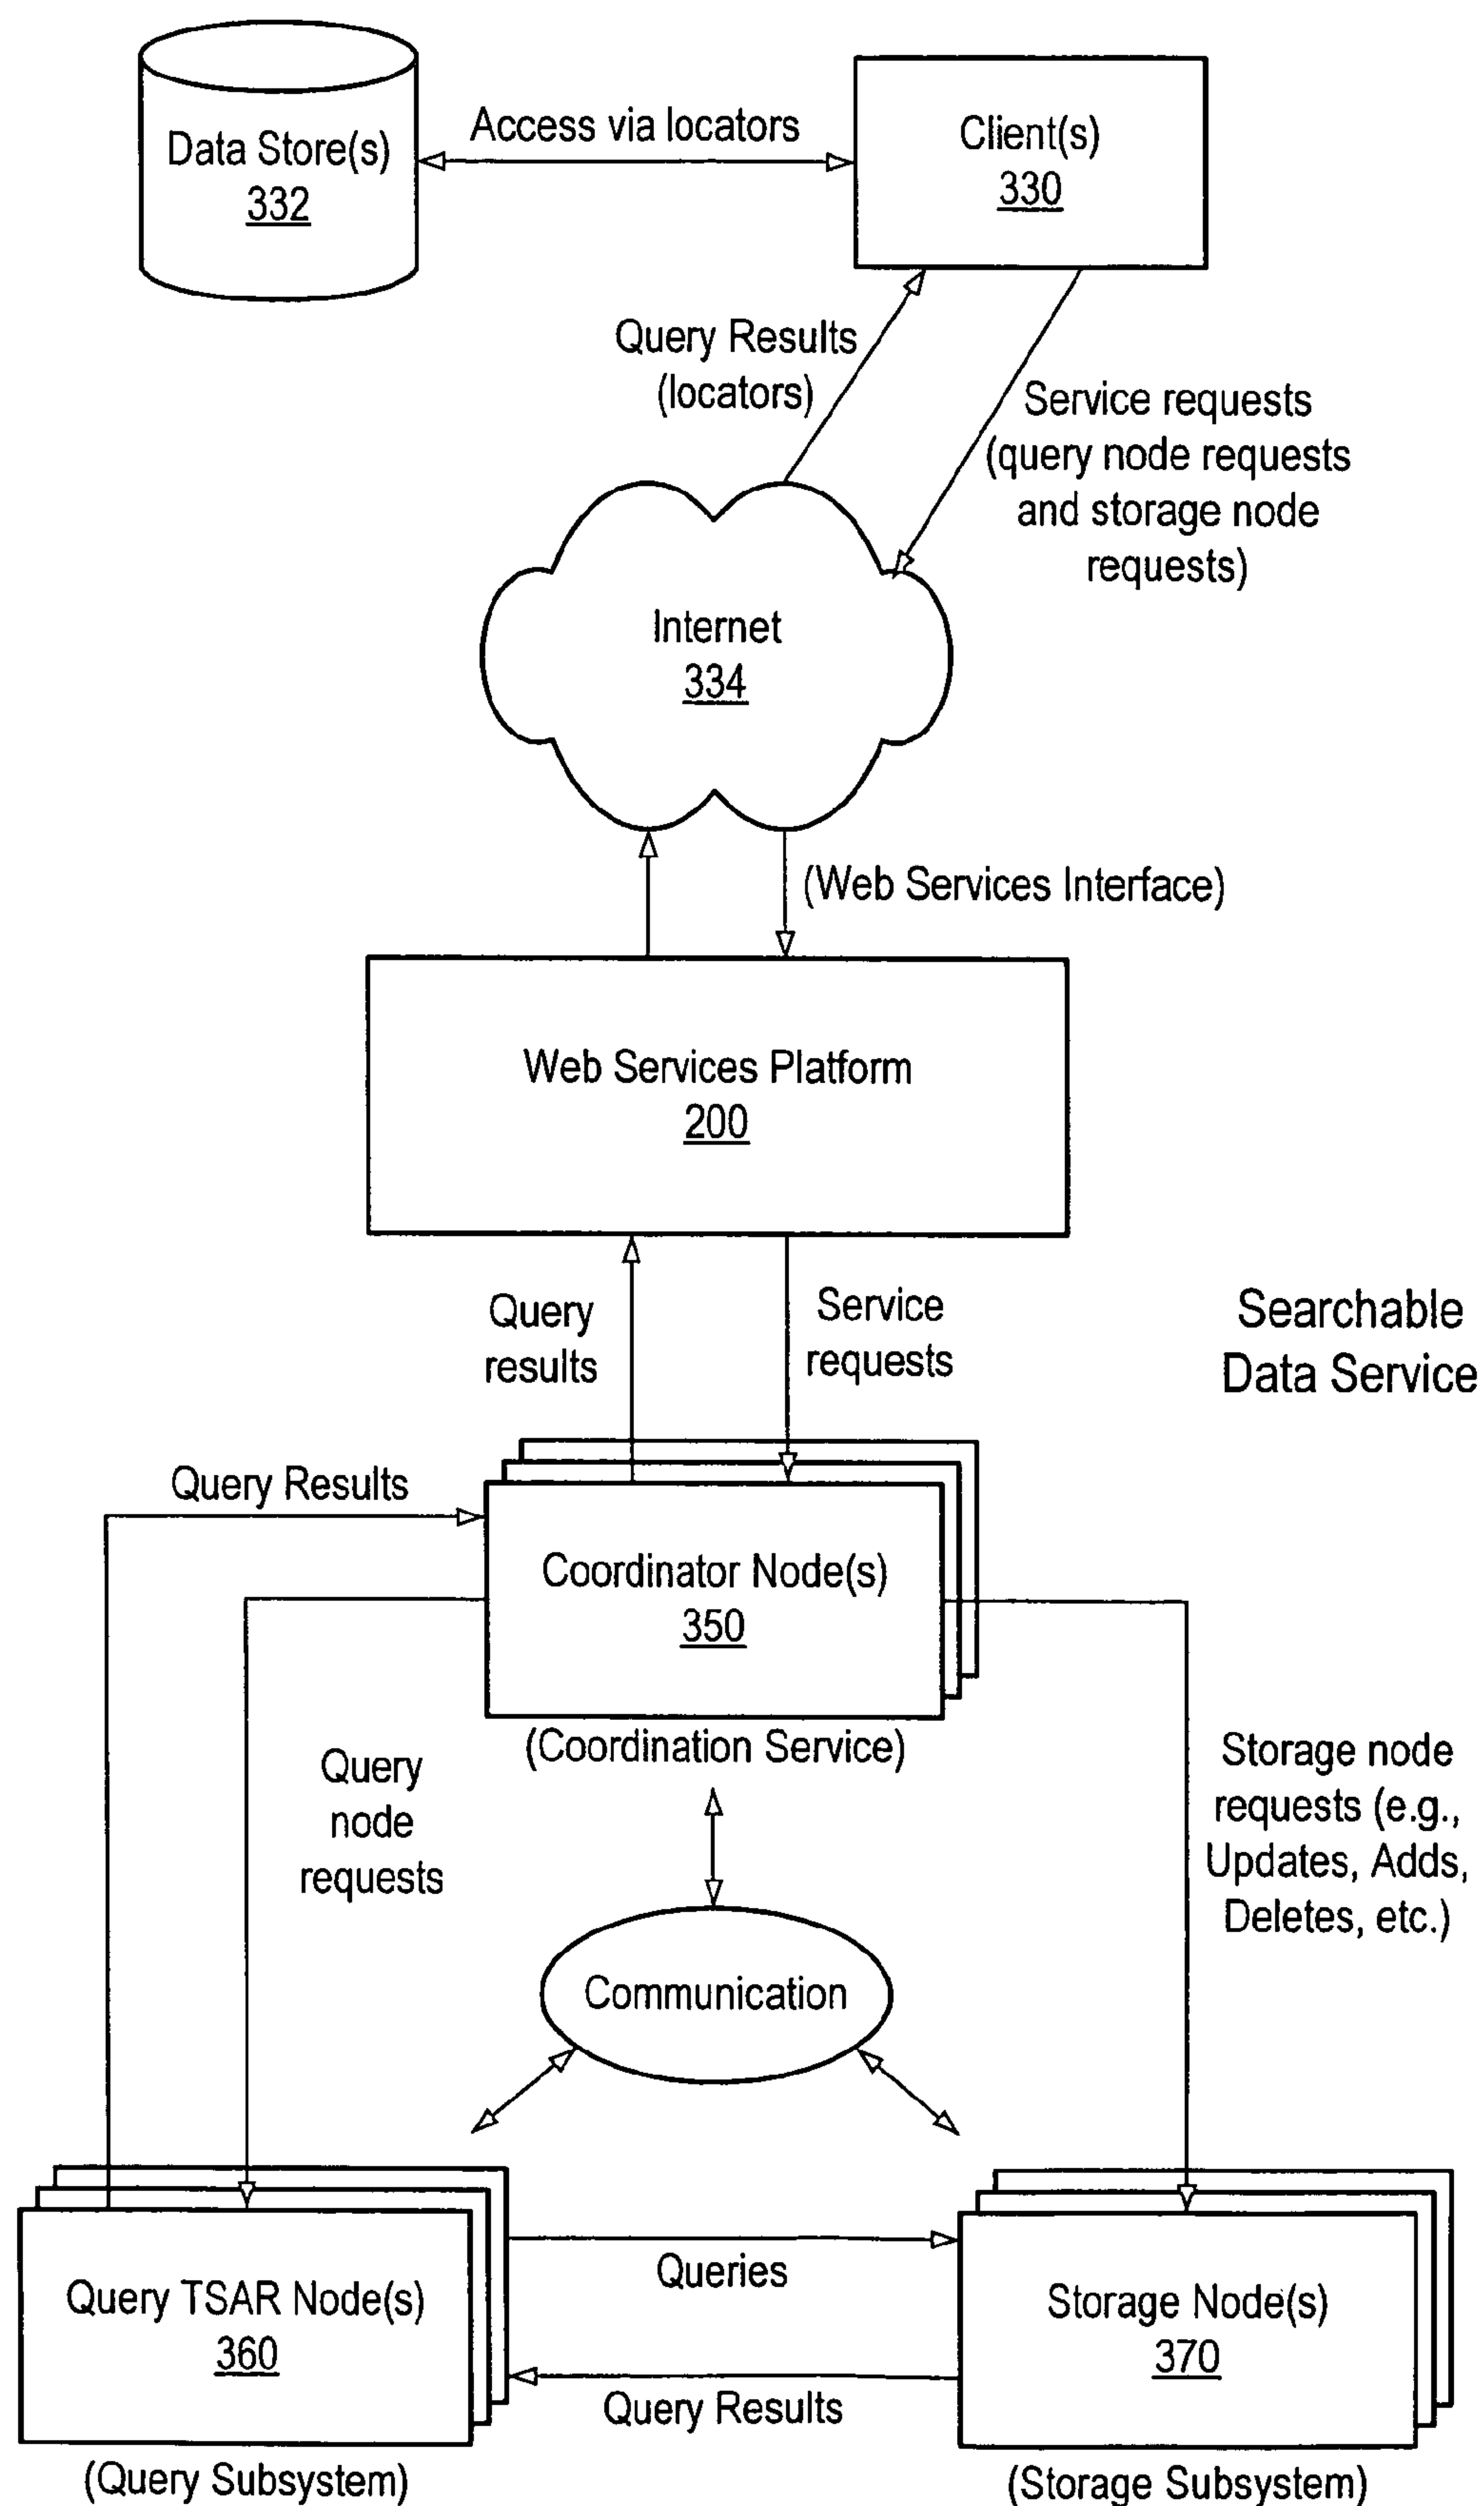 Data Store(s)
332
Access via locators
Client(s)
330
Query Results
(locators)
Service requests
(query node requests
and storage node
requests)
Internet
334
(Web Services Interface)
Web Services Platform
200
Query
results
Service
requests
Searchable
Data Service
Query Results
Coordinator Node(s)
350
(Coordination Service)
Query
node
requests
Storage node
requests (e.g.,
Updates, Adds,
Deletes, etc.)
Communication
Query TSAR Node(s)
360
Queries
Query Results
Storage Node(s)
370
(Query Subsystem)
(Storage Subsystem)